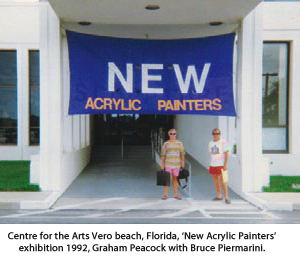 NEW
ACRYLIC PAINTERS
Centre for the Arts Vero beach, Florida, ‘New Acrylic Painters’
exhibition 1992, Graham Peacock with Bruce Piermarini.